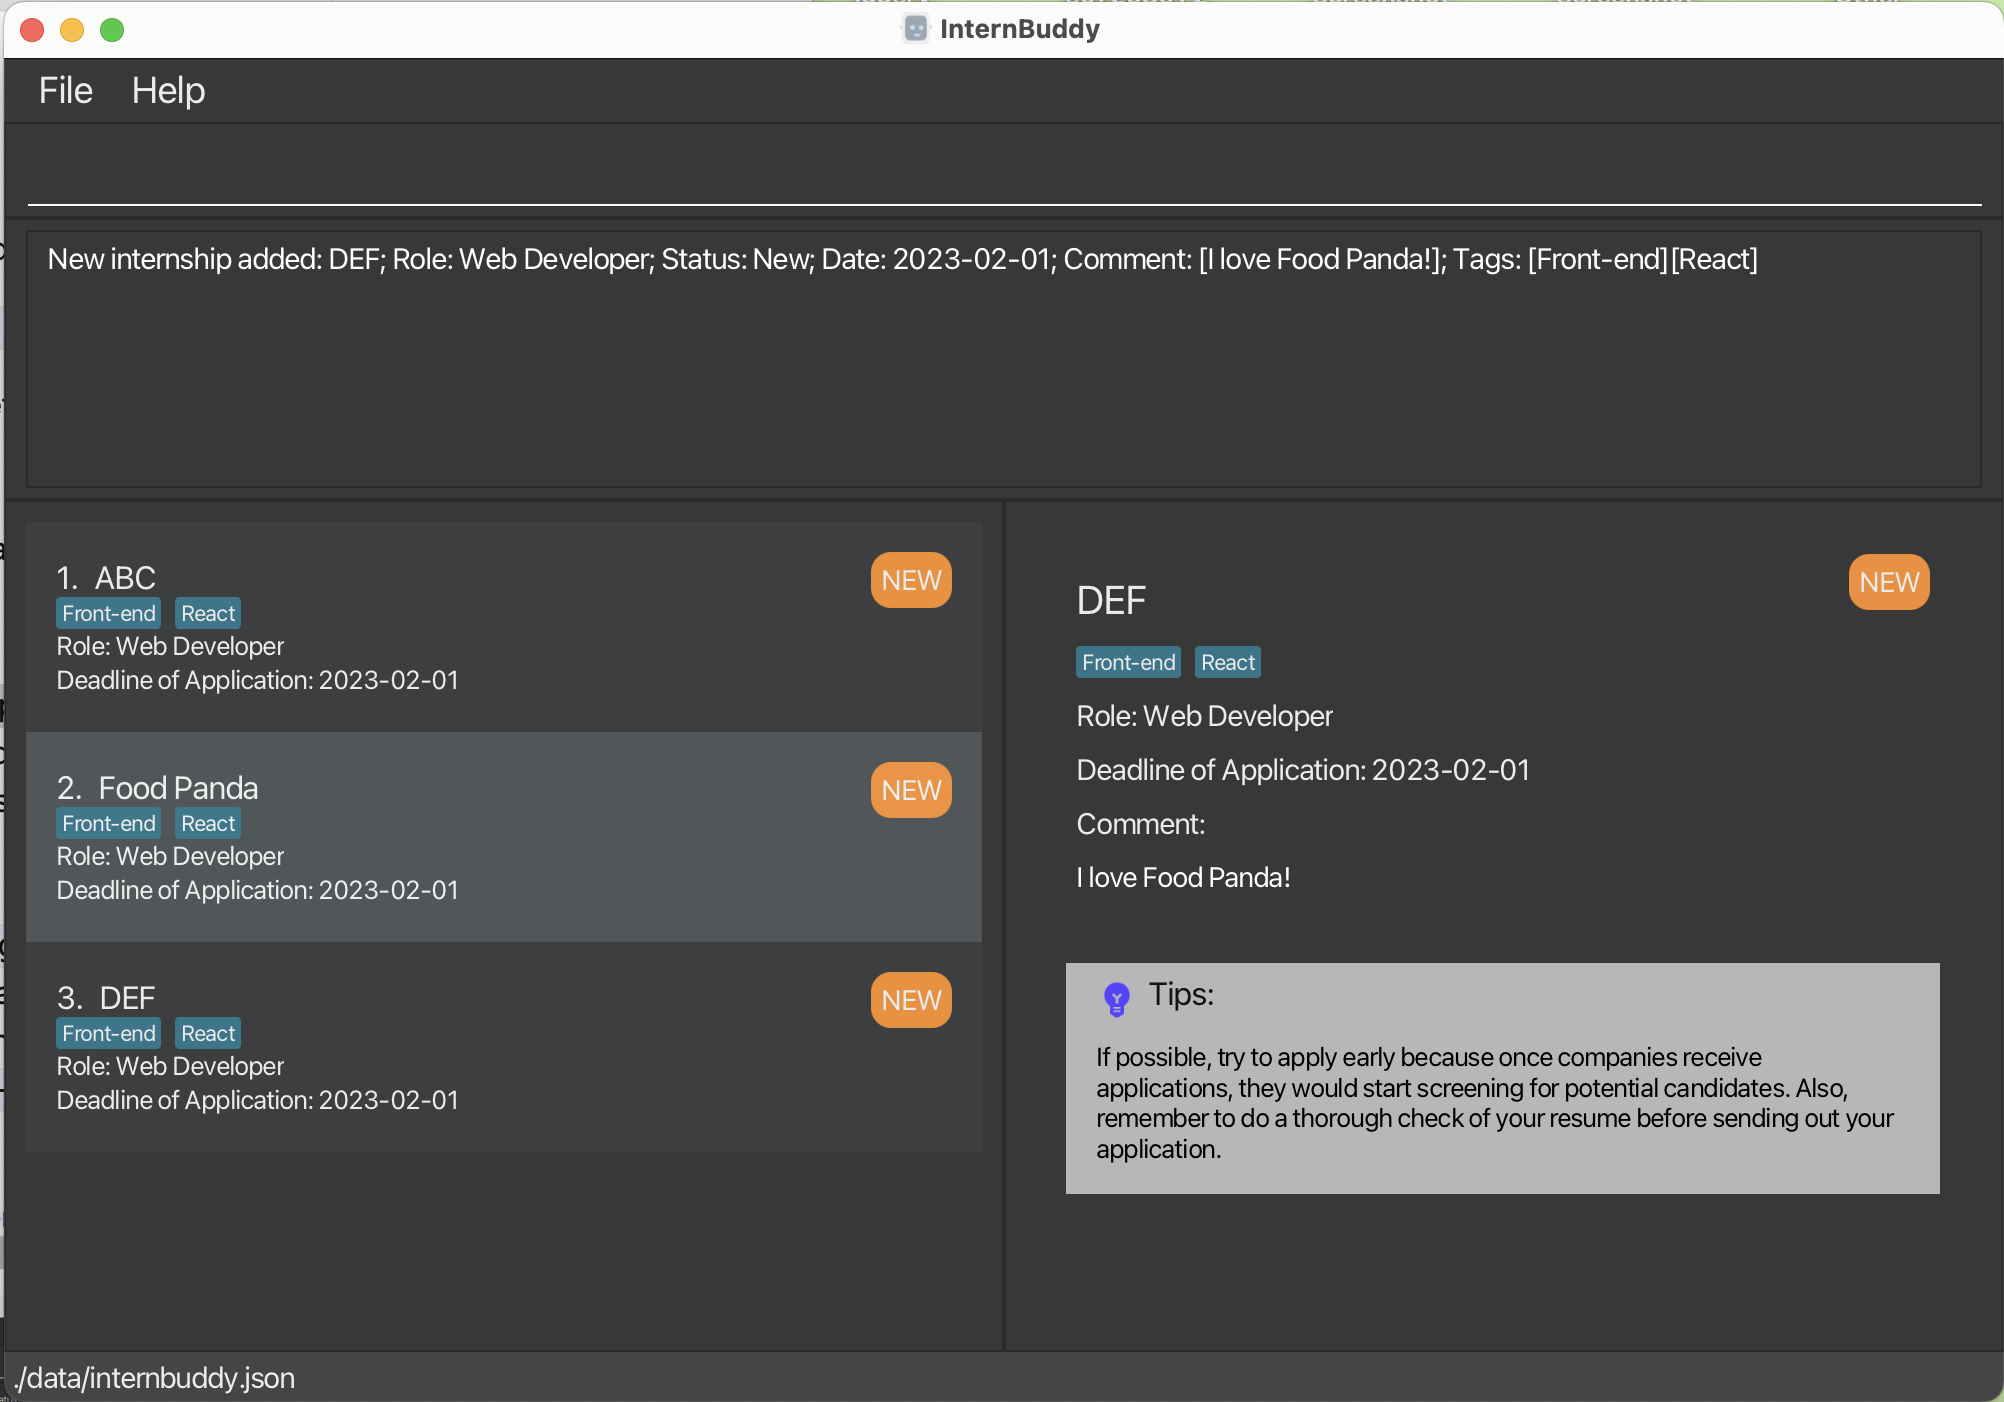 InternBuddy
File Help
New internship added: DEF; Role: Web Developer; Status: New; Date: 2023-02-01; Comment: [I love Food Panda!]; Tags: [Front-end][React]
1. ABC
NEW
Front-end React
Role: Web Developer
Deadline of Application: 2023-02-01
2. Food Panda
NEW
Front-end React
Role: Web Developer
Deadline of Application: 2023-02-01
3. DEF
NEW
Front-end React
Role: Web Developer
Deadline of Application: 2023-02-01
DEF
NEW
Front-end React
Role: Web Developer
Deadline of Application: 2023-02-01
Comment:
I love Food Panda!
Tips:
If possible, try to apply early because once companies receive
applications, they would start screening for potential candidates. Also,
remember to do a thorough check of your resume before sending out your
application.
./data/internbuddy.json